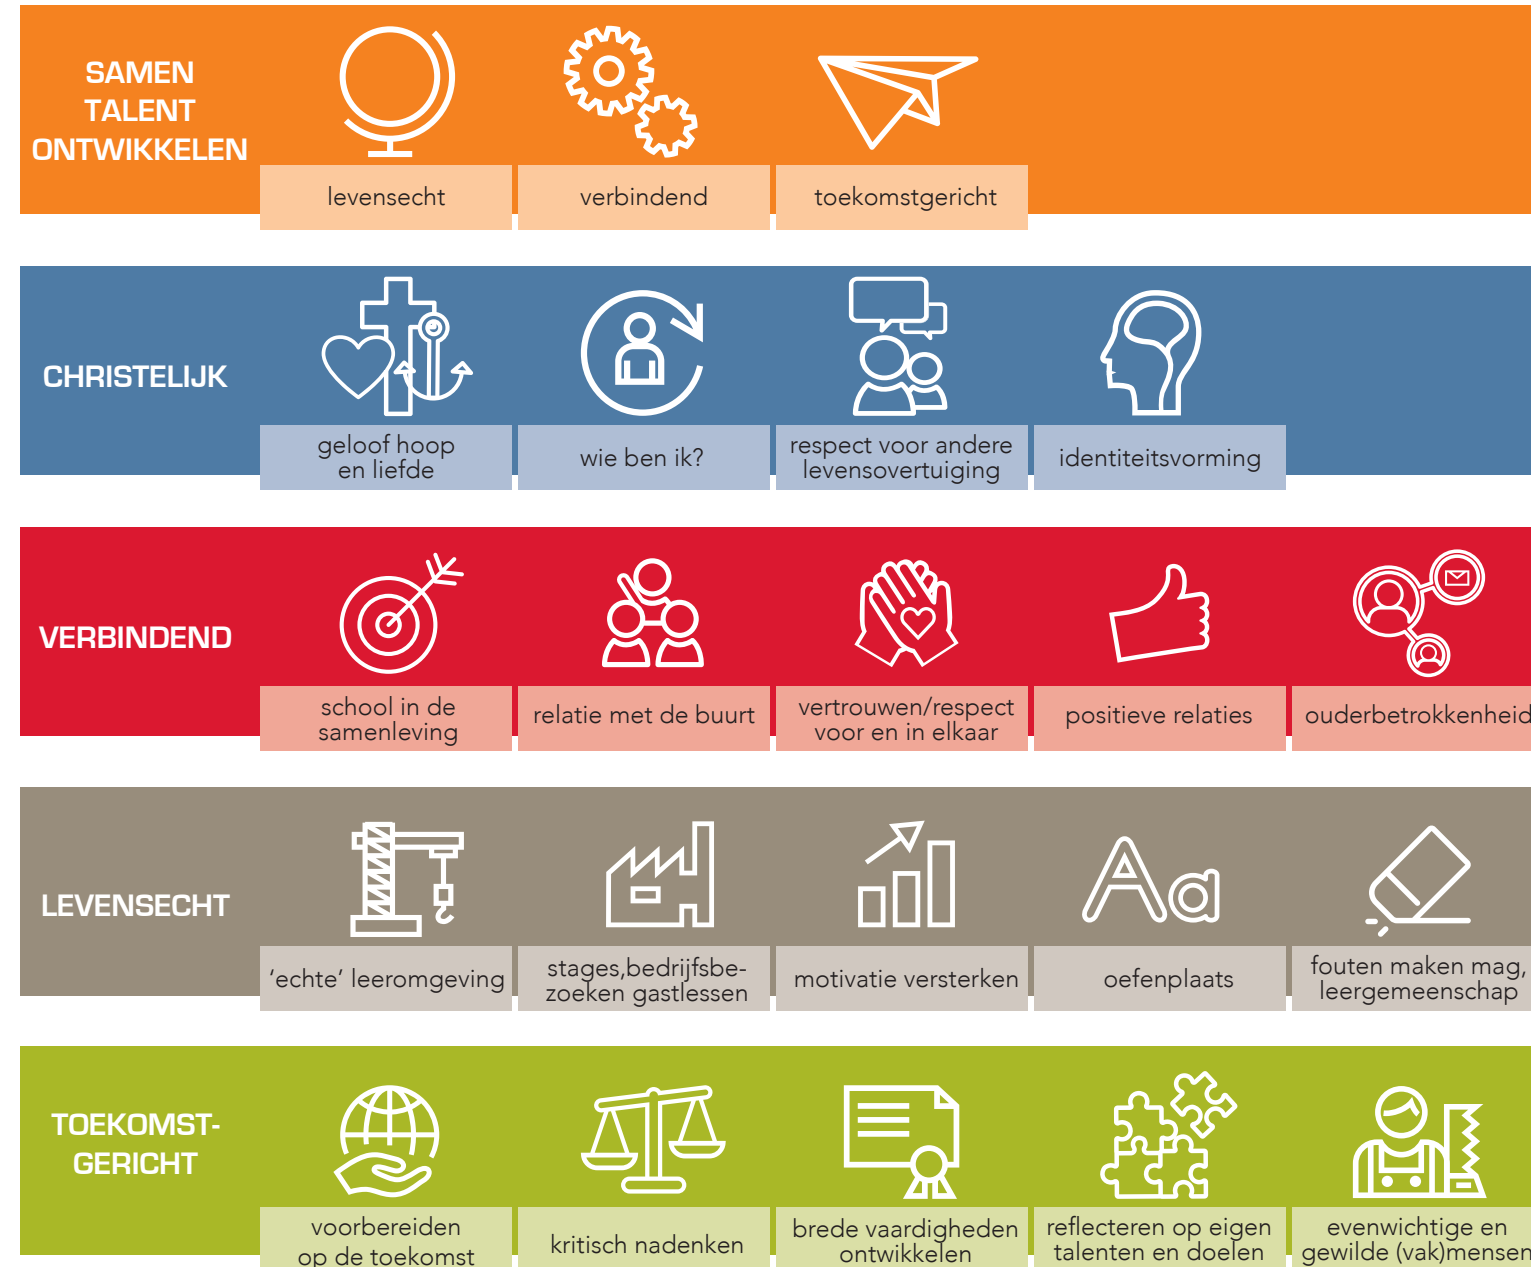 SAMEN
TALENT
ONTWIKKELEN
levensecht
verbindend
toekomstgericht
CHRISTELIJK
geloof hoop
en liefde
wie ben ik?
respect voor andere
levensovertuiging
identiteitsvorming
VERBINDEND
school in de
samenleving
relatie met de buurt
vertrouwen/respect
voor en in elkaar
positieve relaties
ouderbetrokkenheid
LEVENSECHT
‘echte’ leeromgeving
stages,bedrijfsbe-
zoeken gastlessen
motivatie versterken
Aa
oefenplaats
fouten maken mag,
leergemeenschap
TOEKOMST-
GERICHT
voorbereiden
op de toekomst
kritisch nadenken
brede vaardigheden
ontwikkelen
reflecteren op eigen
talenten en doelen
evenwichtige en
gewilde (vak)mensen